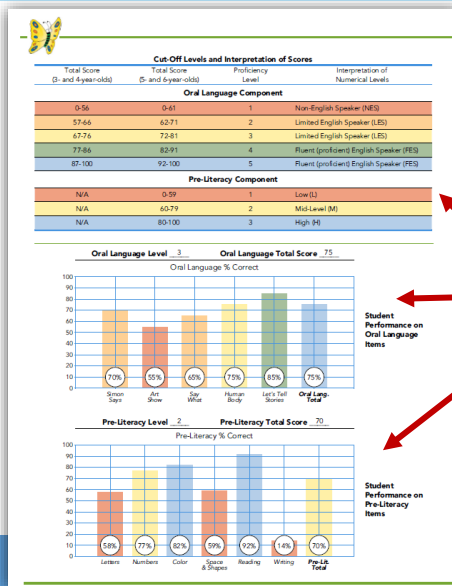 Cut-Off Levels and Interpretation of Scores
Total Score Total Score Proficiency Interpretation of
(3- and 4-year-olds) (5- and 6-year-olds) Level Numerical Levels
Oral Language Component
0-56 0-61 1 Non-English Speaker (NES)
57-66 62-71 2 Limited English Speaker (LES)
67-76 72-81 3 Limited English Speaker (LES)
77-86 82-91 4 Fluent (proficient) English Speaker (FES)
87-100 92-100 5 Fluent (proficient) English Speaker (FES)
Pre-Literacy Component
N/A 0-59 1 Low (L)
N/A 60-79 2 Mid-Level (M)
N/A 80-100 3 High (H)
Oral Language Level 3 Oral Language Total Score 75
Oral Language % Correct
100
90
80
70
60
50
40
30
20
10
0
70% 55% 65% 75% 85% 75%
Simon Art Say Human Let's Tell Oral Lang.
Says Show What Body Stories Total
Student
Performance on
Oral Language
Items
Pre-Literacy Level 2 Pre-Literacy Total Score 70
Pre-Literacy % Correct
100
90
80
70
60
50
40
30
20
10
0
58% 77% 82% 59% 92% 14% 70%
Letters Numbers Color Space Reading Writing Pre-Lit.
& Shapes Total
Student
Performance on
Pre-Literacy
Items